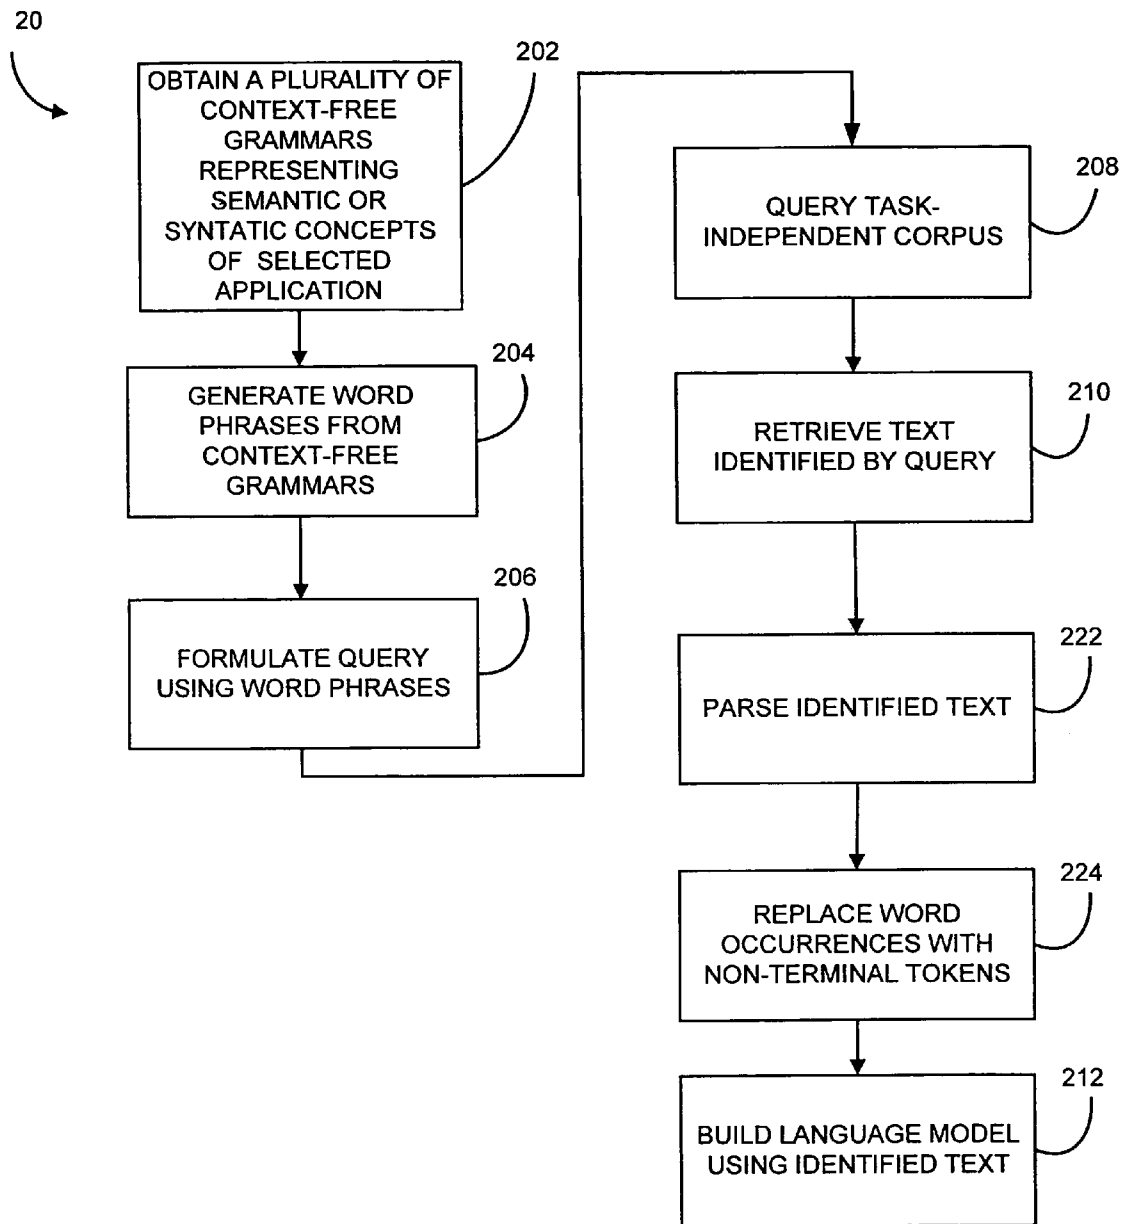 20
202
OBTAIN A PLURALITY OF
CONTEXT-FREE
GRAMMARS
REPRESENTING
SEMANTIC OR
SYNTATIC CONCEPTS
OF SELECTED
APPLICATION
204
GENERATE WORD
PHRASES FROM
CONTEXT-FREE
GRAMMARS
206
FORMULATE QUERY
USING WORD PHRASES
208
QUERY TASK-
INDEPENDENT CORPUS
210
RETRIEVE TEXT
IDENTIFIED BY QUERY
222
PARSE IDENTIFIED TEXT
224
REPLACE WORD
OCCURRENCES WITH
NON-TERMINAL TOKENS
212
BUILD LANGUAGE MODEL
USING IDENTIFIED TEXT